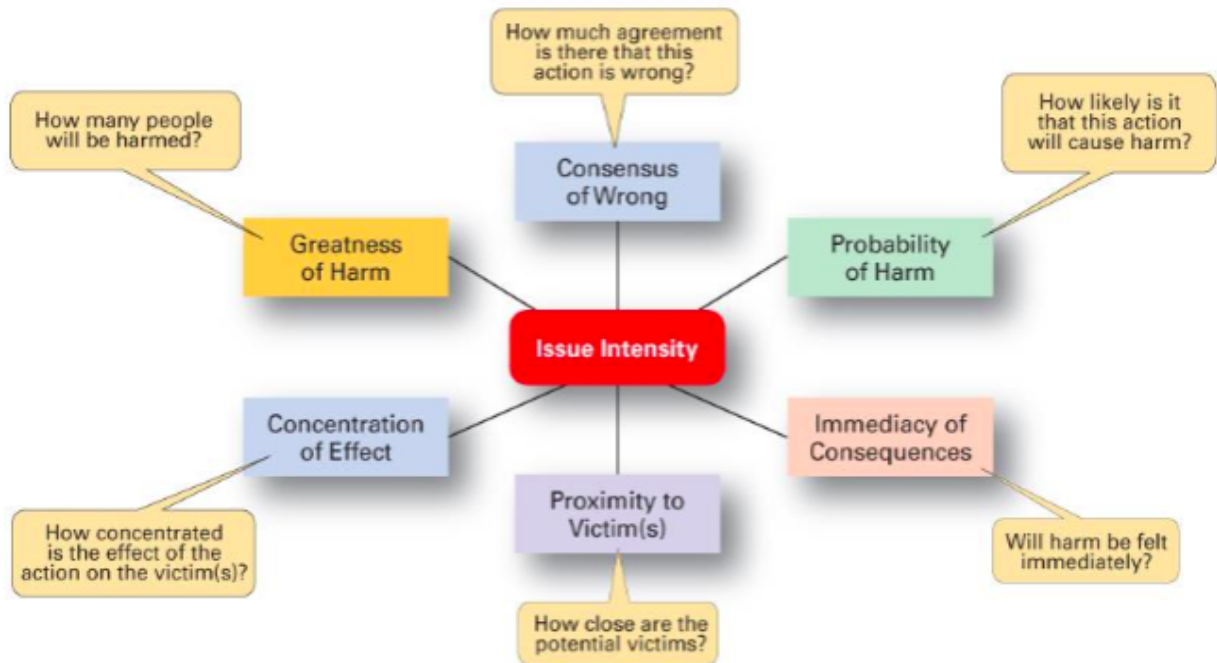 How much agreement
is there that this
action is wrong?
How many people
will be harmed?
How likely is it
that this action
will cause harm?
Consensus
of Wrong
Greatness
of Harm
Probability
of Harm
Issue Intensity
Concentration
of Effect
Immediacy of
Consequences
Proximity to
Victim(s)
How concentrated
is the effect of the
action on the victim(s)?
Will harm be felt
immediately?
How close are the
potential victims?